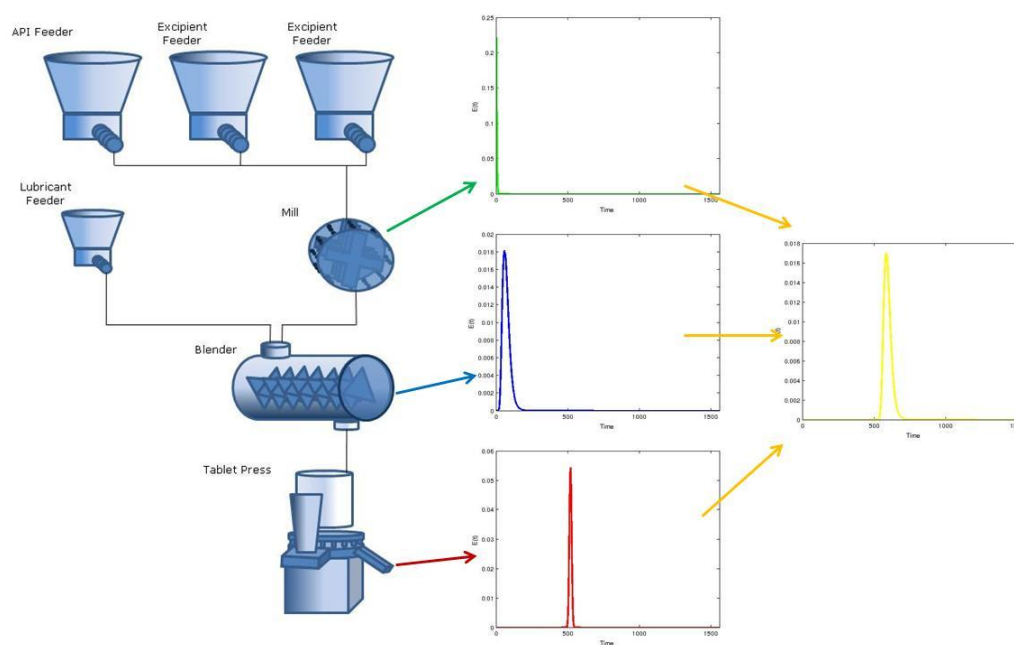 API Feeder
Excipient
Feeder
Excipient
Feeder
Lubricant
Feeder
Mill
Blender
Tablet Press
0.25
0.2
0.15
0.1
0.05
0
E(t)
0 500 1000 1500
Time
0.02
0.018
0.016
0.014
0.012
0.01
0.008
0.006
0.004
0.002
0
E(t)
0 500 1000 1500
Time
0.06
0.05
0.04
0.03
0.02
0.01
0
E(t)
0 500 1000 1500
Time
0.018
0.016
0.014
0.012
0.01
0.008
0.006
0.004
0.002
0
0 500 1000
Time